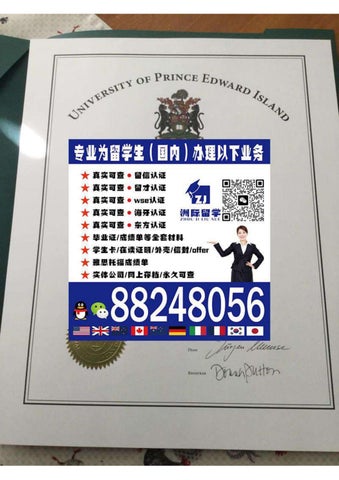 UNIVERSITY OF PRINCE EDWARD ISLAND
专业为留学生（国内）办理以下业务
★ 真实可查●留信认证
★ 真实可查●留才认证
★ 真实可查●wse认证
★ 真实可查●海牙认证
★ 真实可查●东方认证
★ 毕业证/成绩单等全套材料
★ 学生卡/在读证明/外壳/信封/offer
★ 雅思托福成绩单
★ 实体公司/网上存档/永久可查
ZJ
洲际留学
88248056